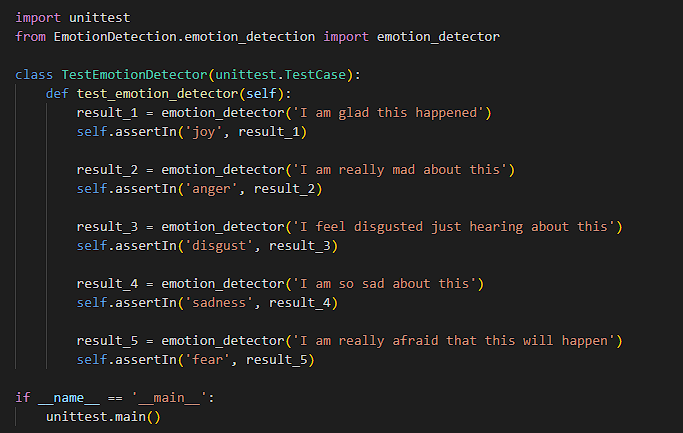 import unittest
from EmotionDetection.emotion_detection import emotion_detector

class TestEmotionDetector(unittest.TestCase):
    def test_emotion_detector(self):
        result_1 = emotion_detector('I am glad this happened')
        self.assertIn('joy', result_1)

        result_2 = emotion_detector('I am really mad about this')
        self.assertIn('anger', result_2)

        result_3 = emotion_detector('I feel disgusted just hearing about this')
        self.assertIn('disgust', result_3)

        result_4 = emotion_detector('I am so sad about this')
        self.assertIn('sadness', result_4)

        result_5 = emotion_detector('I am really afraid that this will happen')
        self.assertIn('fear', result_5)

if __name__ == '__main__':
    unittest.main()